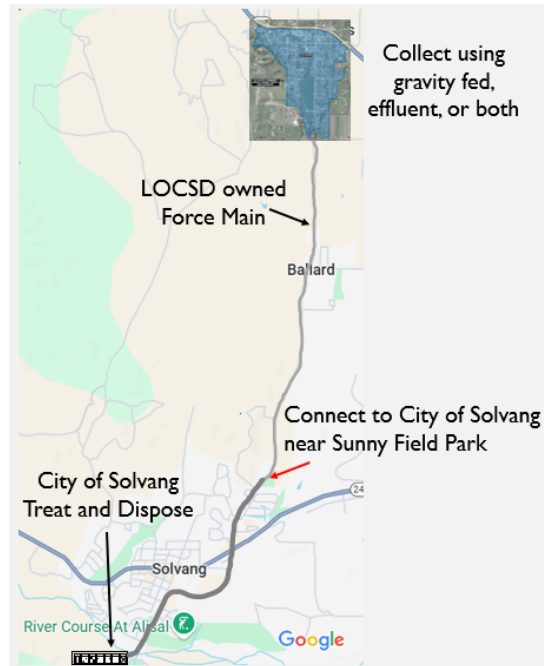 Collect using
gravity fed,
effluent, or both
LOCSD owned
Force Main
Ballard
Connect to City of Solvang
near Sunny Field Park
24
City of Solvang
Treat and Dispose
Solvang
River Course At Alisal
Google